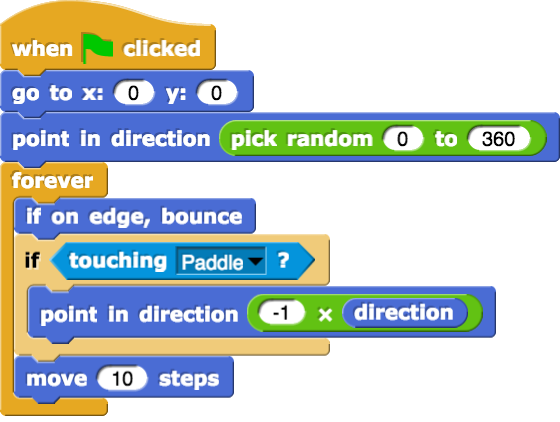 when clicked
go to x: 0 y: 0
point in direction pick random 0 to 360
forever
if on edge, bounce
if touching Paddle ?
point in direction -1 × direction
move 10 steps